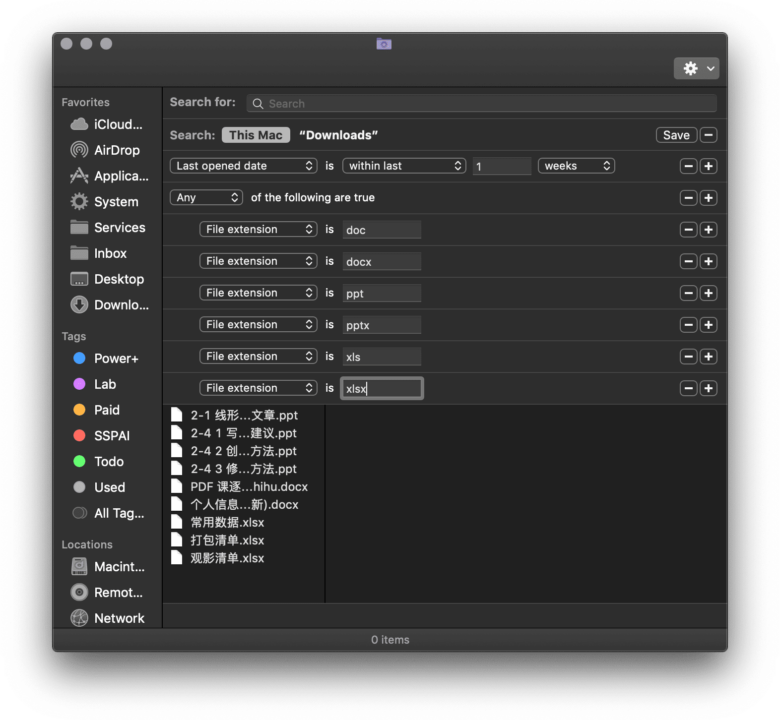 Favorites
iCloud...
AirDrop
Applica...
System
Services
Inbox
Desktop
Downlo...
Tags
Power+
Lab
Paid
SSPAI
Todo
Used
All Tag...
Locations
Macint...
Remot...
Network
Search for: Search
Search: This Mac “Downloads” Save
Last opened date is within last 1 weeks
Any of the following are true
File extension is doc
File extension is docx
File extension is ppt
File extension is pptx
File extension is xls
File extension is xlsx
2-1 线形...文章.ppt
2-4 1 写...建议.ppt
2-4 2 创...方法.ppt
2-4 3 修...方法.ppt
PDF 课逐...hihu.docx
个人信息...新).docx
常用数据.xlsx
打包清单.xlsx
观影清单.xlsx
0 items